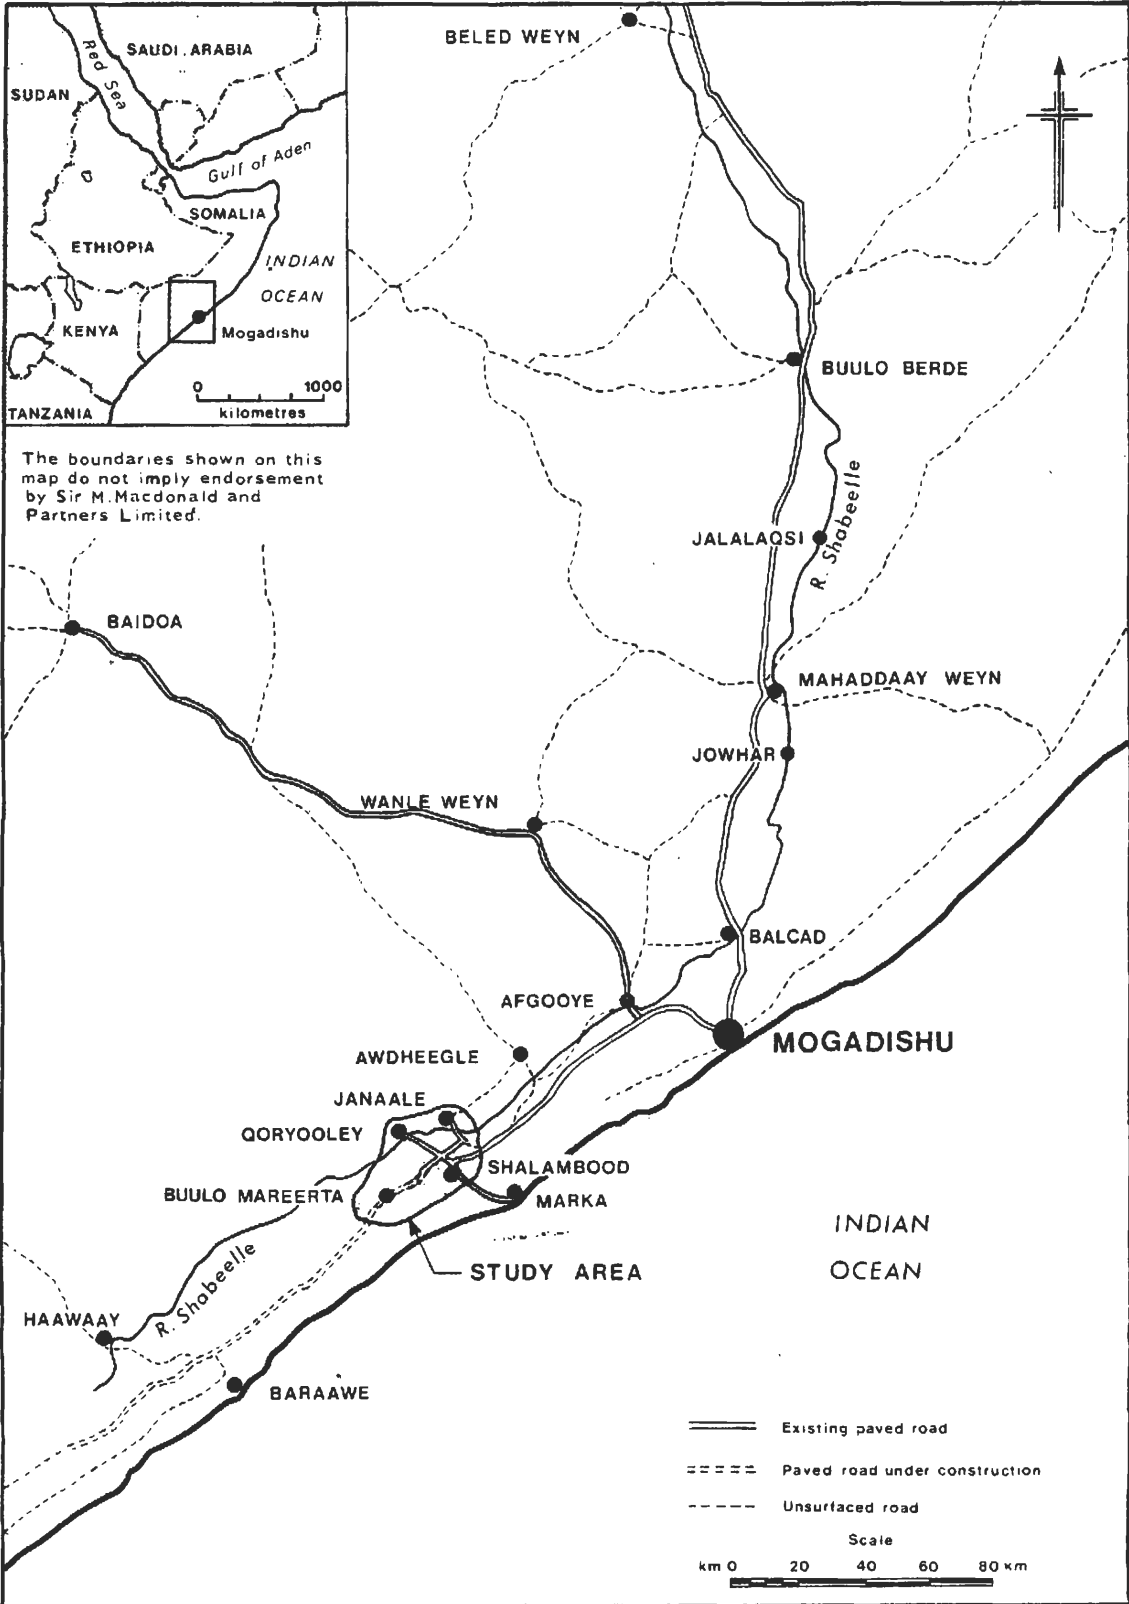 SAUDI ARABIA
Red Sea
SUDAN
Gulf of Aden
SOMALIA
ETHIOPIA
INDIAN
OCEAN
KENYA
Mogadishu
0 1000
kilometres
TANZANIA
The boundaries shown on this
map do not imply endorsement
by Sir M.Macdonald and
Partners Limited.
BELED WEYN
BUULO BERDE
R. Shabeelle
JALALAQSI
BAIDOA
MAHADDAAY WEYN
JOWHAR
WANLE WEYN
BALCAD
AFGOOYE
MOGADISHU
AWDHEEGLE
JANAALE
QORYOOLEY
SHALAMBOOD
BUULO MAREERTA
MARKA
INDIAN
OCEAN
STUDY AREA
R. Shabeelle
HAAWAAY
BARAAWE
Existing paved road
Paved road under construction
Unsurfaced road
Scale
km 0 20 40 60 80 km